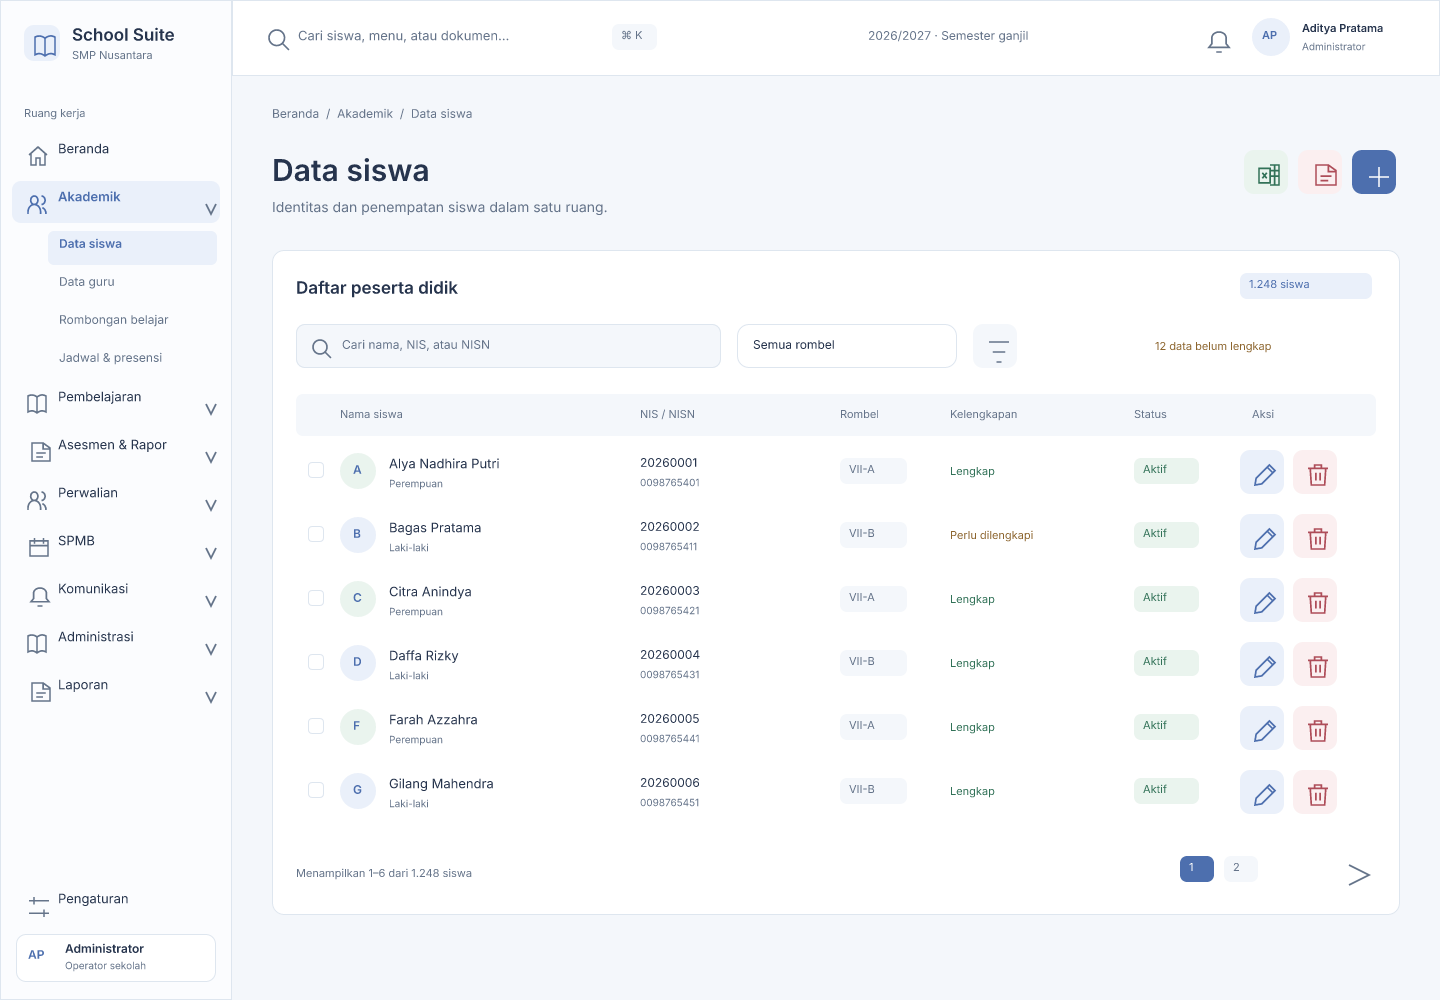 School Suite
SMP Nusantara
Cari siswa, menu, atau dokumen...
⌘ K
2026/2027 · Semester ganjil
AP
Aditya Pratama
Administrator
Ruang kerja
Beranda
Akademik
Data siswa
Data guru
Rombongan belajar
Jadwal & presensi
Pembelajaran
Asesmen & Rapor
Perwalian
SPMB
Komunikasi
Administrasi
Laporan
Pengaturan
AP
Administrator
Operator sekolah
Beranda / Akademik / Data siswa
Data siswa
Identitas dan penempatan siswa dalam satu ruang.
Daftar peserta didik
1.248 siswa
Cari nama, NIS, atau NISN
Semua rombel
12 data belum lengkap
Nama siswa NIS / NISN Rombel Kelengkapan Status Aksi
A Alya Nadhira Putri 20260001 VII-A Lengkap Aktif
Perempuan 0098765401
B Bagas Pratama 20260002 VII-B Perlu dilengkapi Aktif
Laki-laki 0098765411
C Citra Anindya 20260003 VII-A Lengkap Aktif
Perempuan 0098765421
D Daffa Rizky 20260004 VII-B Lengkap Aktif
Laki-laki 0098765431
F Farah Azzahra 20260005 VII-A Lengkap Aktif
Perempuan 0098765441
G Gilang Mahendra 20260006 VII-B Lengkap Aktif
Laki-laki 0098765451
Menampilkan 1–6 dari 1.248 siswa
1 2